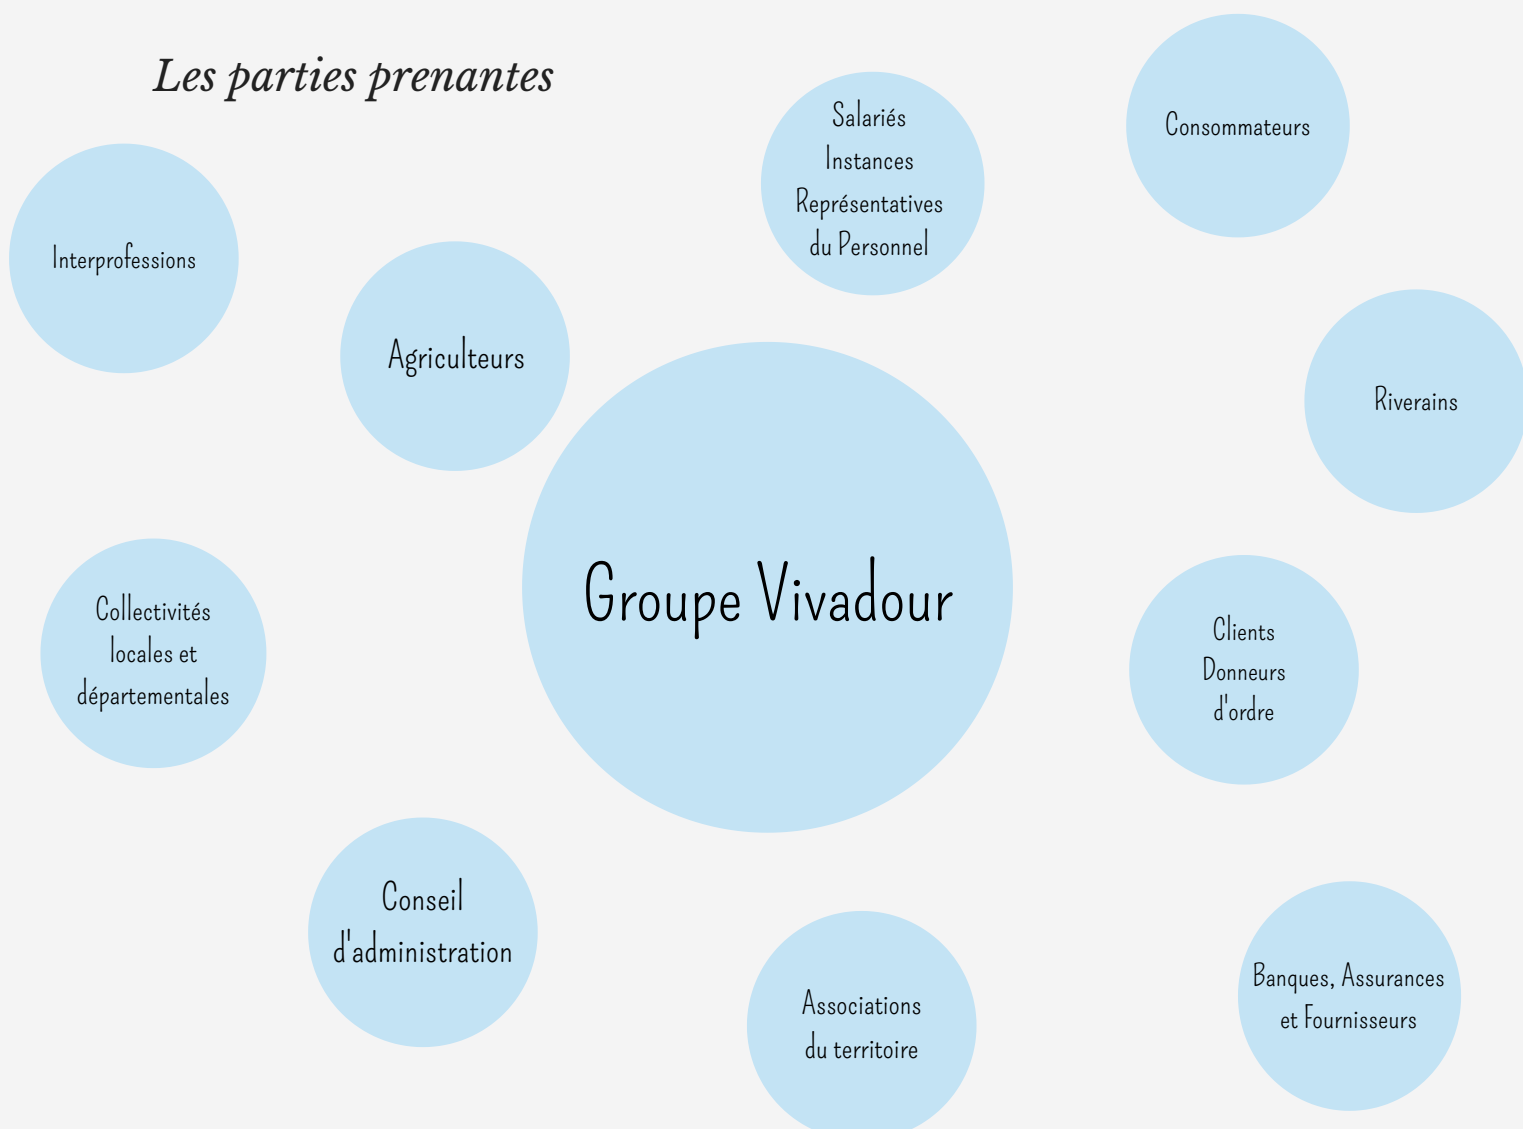 Les parties prenantes
Consommateurs
Salariés
Instances
Représentatives
du Personnel
Interprofessions
Agriculteurs
Riverains
Groupe Vivadour
Collectivités
locales et
départementales
Clients
Donneurs
d'ordre
Conseil
d'administration
Associations
du territoire
Banques, Assurances
et Fournisseurs